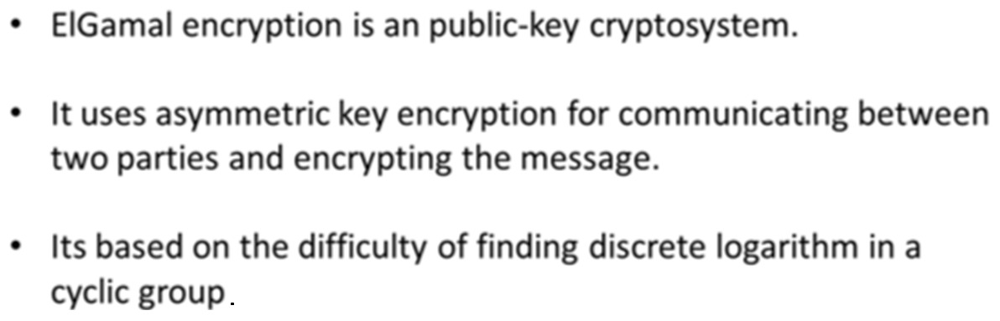 • ElGamal encryption is an public-key cryptosystem.
• It uses asymmetric key encryption for communicating between
two parties and encrypting the message.
• Its based on the difficulty of finding discrete logarithm in a
cyclic group.